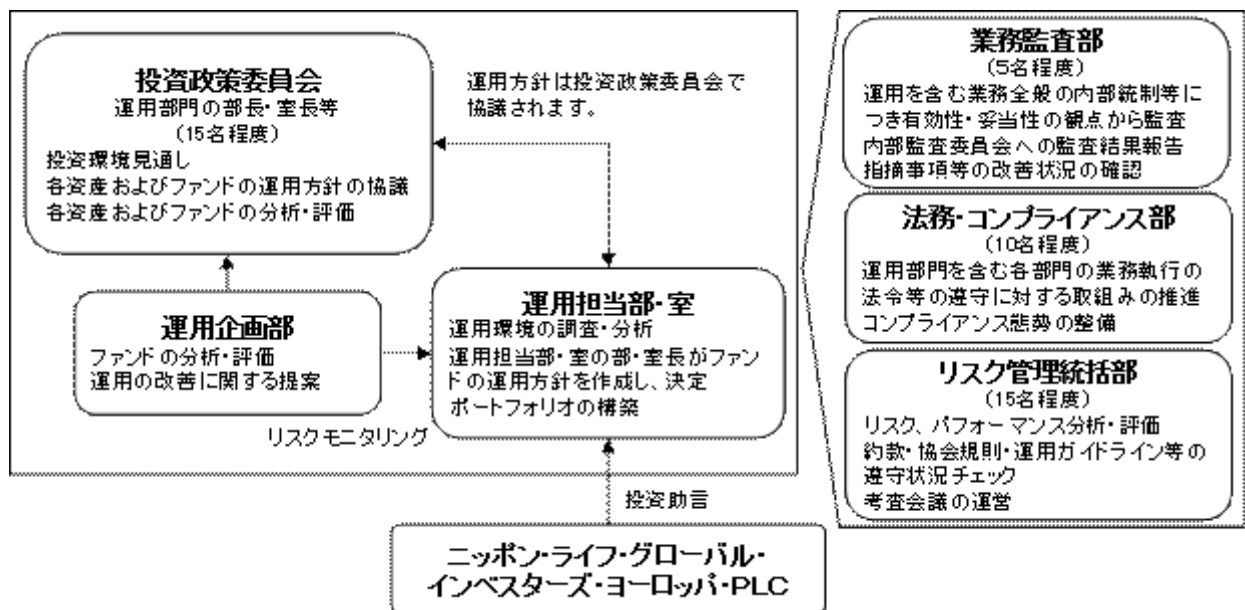 投資政策委員会
運用部門の部長・室長等
(15名程度)
投資環境見通し
各資産およびファンドの運用方針の協議
各資産およびファンドの分析・評価
運用方針は投資政策委員会で
協議されます。
運用企画部
ファンドの分析・評価
運用の改善に関する提案
リスクモニタリング
運用担当部・室
運用環境の調査・分析
運用担当部・室の部・室長がファン
ドの運用方針を作成し、決定
ポートフォリオの構築
投資助言
ニッポン・ライフ・グローバル・
インベスターズ・ヨーロッパ・PLC
業務監査部
(5名程度)
運用を含む業務全般の内部統制等に
つき有効性・妥当性の観点から監査
内部監査委員会への監査結果報告
指摘事項等の改善状況の確認
法務・コンプライアンス部
(10名程度)
運用部門を含む各部門の業務執行の
法令等の遵守に対する取組みの推進
コンプライアンス態勢の整備
リスク管理統括部
(15名程度)
リスク、パフォーマンス分析・評価
約款・協会規則・運用ガイドライン等の
遵守状況チェック
考査会議の運営